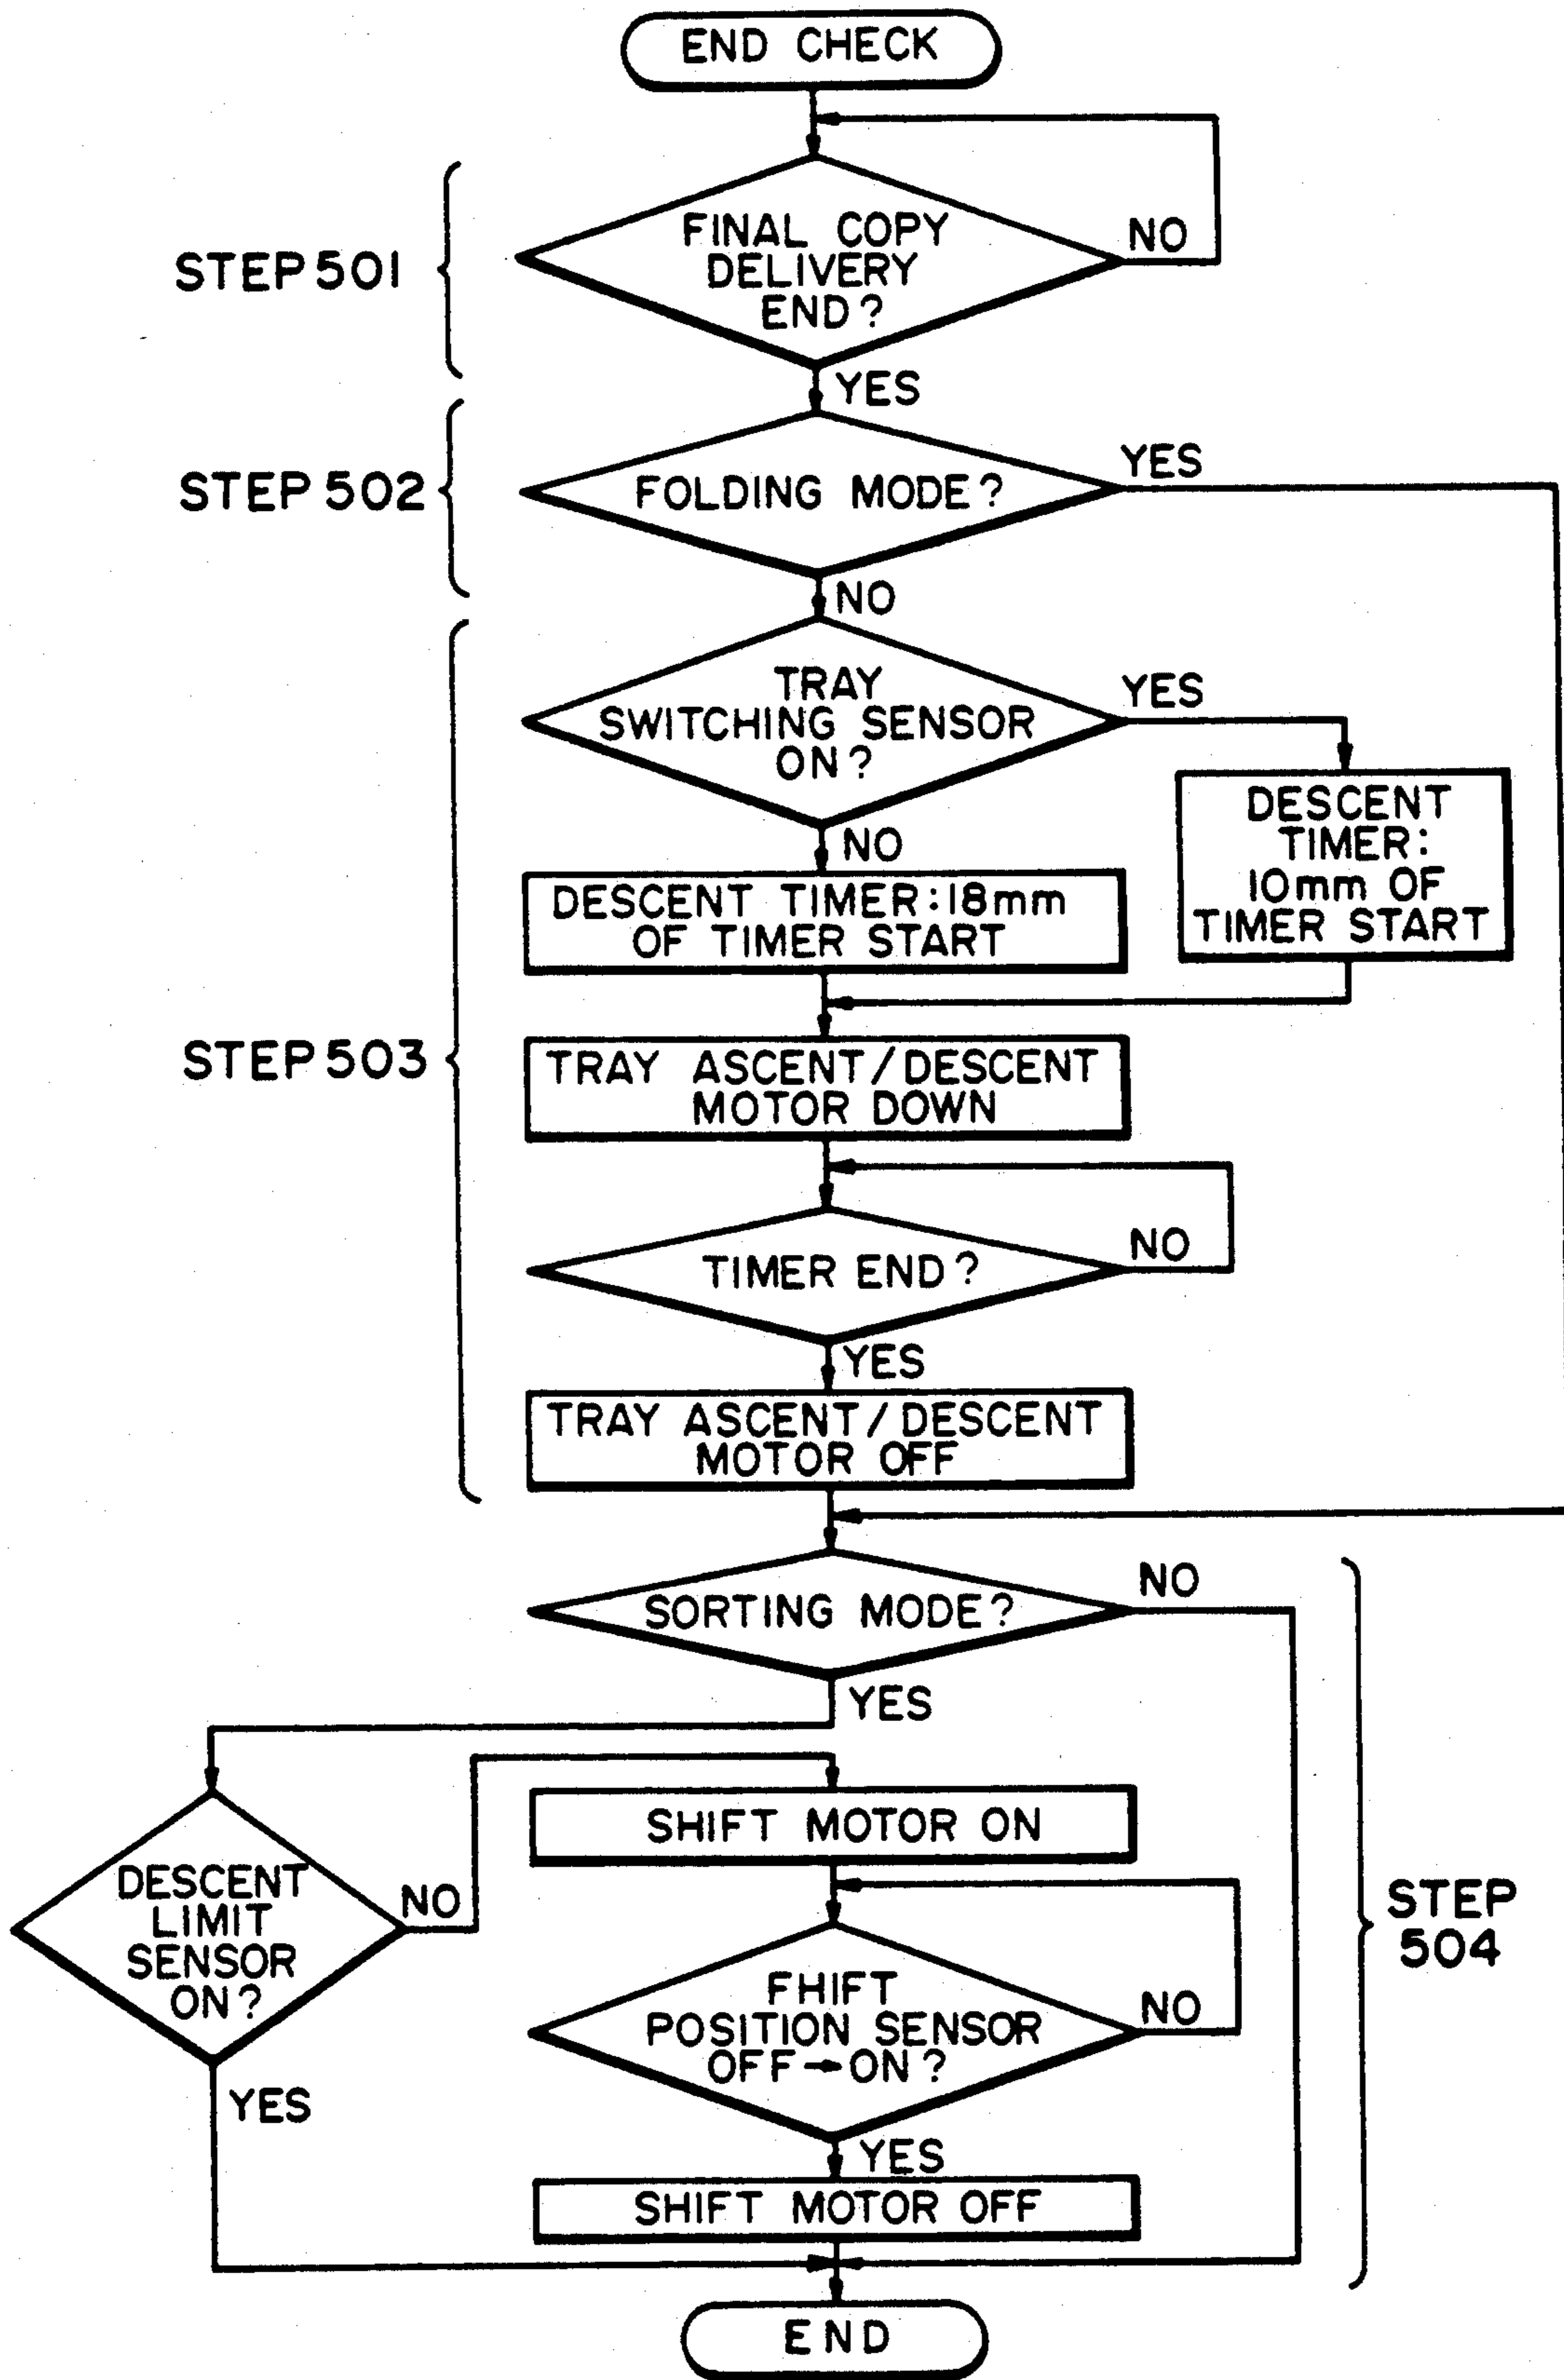 END CHECK
FINAL COPY
DELIVERY
END?
NO
STEP 501
YES
FOLDING MODE?
YES
STEP 502
NO
TRAY
SWITCHING SENSOR
ON?
YES
NO
DESCENT TIMER:18mm
OF TIMER START
DESCENT
TIMER:
10mm OF
TIMER START
STEP 503
TRAY ASCENT/DESCENT
MOTOR DOWN
TIMER END?
NO
YES
TRAY ASCENT/DESCENT
MOTOR OFF
SORTING MODE?
NO
YES
DESCENT
LIMIT
SENSOR
ON?
NO
YES
SHIFT MOTOR ON
FHIFT
POSITION SENSOR
OFF→ON?
NO
YES
SHIFT MOTOR OFF
STEP
504
END